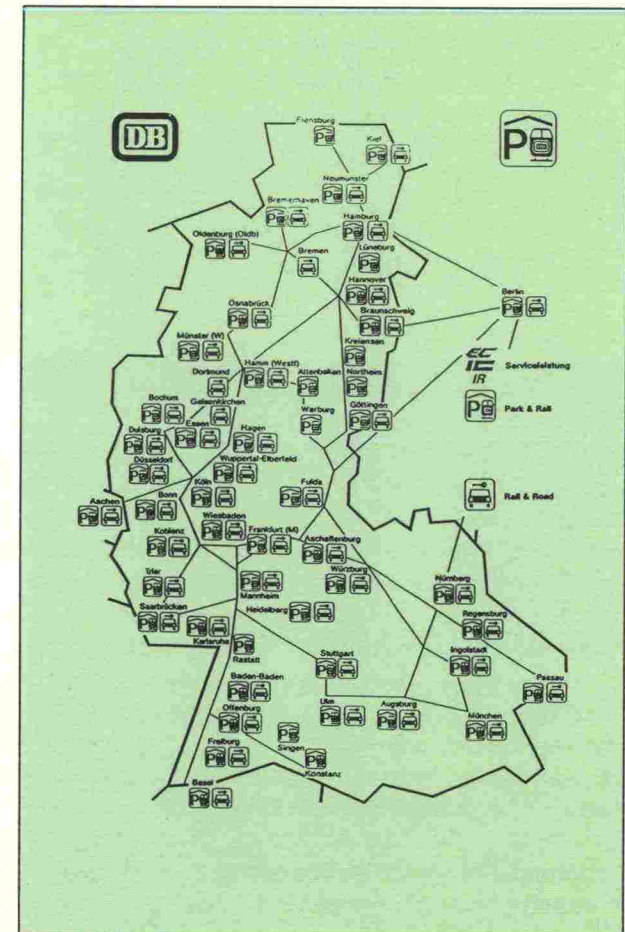 DB
P
Flensburg
Kiel
Neumünster
Bremerhaven
Hamburg
Oldenburg (Oldb)
Bremen
Lüneburg
Hannover
Berlin
Osnabrück
Braunschweig
Kreiensen
Münster (W)
EC
IC
IR
Serviceleistung
Dortmund
Hamm (Westf)
Altenbeken
Northeim
Bochum
Gelsenkirchen
Warburg
Göttingen
Park & Rail
Duisburg
Essen
Hagen
Düsseldorf
Wuppertal-Elberfeld
Aachen
Bonn
Köln
Fulda
Rail & Road
Wiesbaden
Koblenz
Frankfurt (M)
Aschaffenburg
Trier
Würzburg
Nürnberg
Mannheim
Saarbrücken
Heidelberg
Regensburg
Karlsruhe
Rastatt
Stuttgart
Ingolstadt
Baden-Baden
Passau
Offenburg
Ulm
Augsburg
München
Freiburg
Singen
Konstanz
Basel